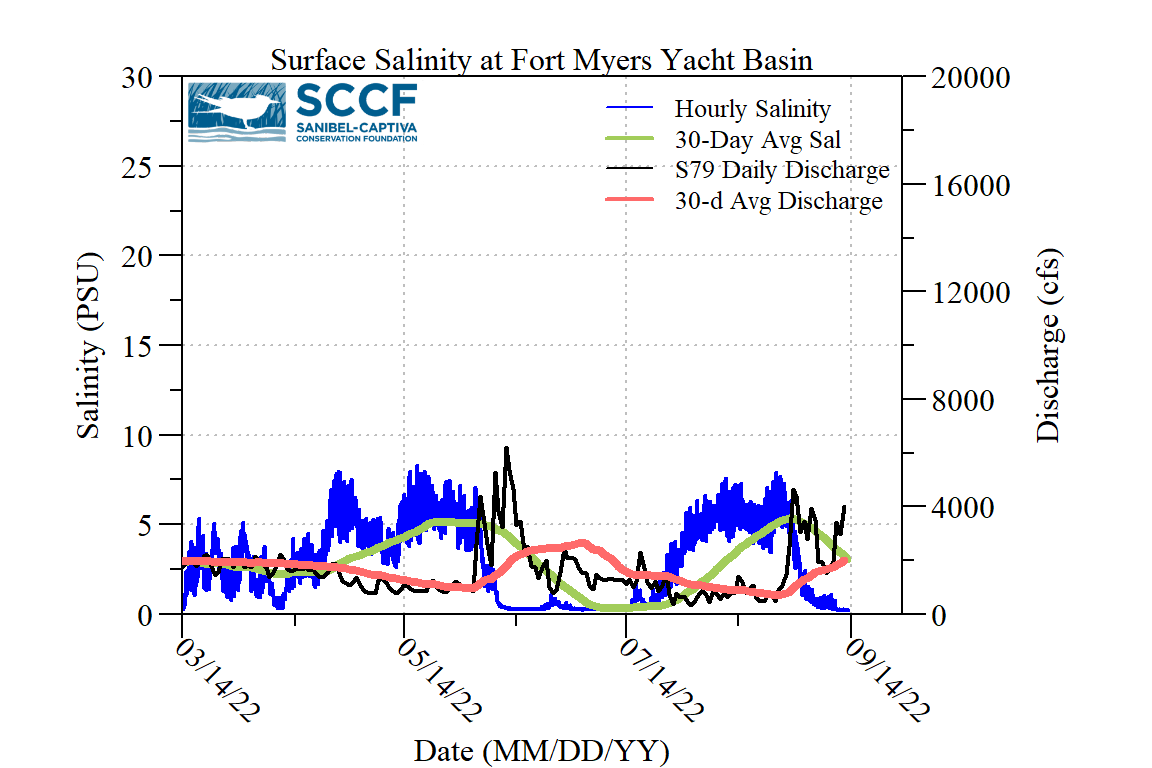 Surface Salinity at Fort Myers Yacht Basin
SCCF
SANIBEL-CAPTIVA
CONSERVATION FOUNDATION
Hourly Salinity
30-Day Avg Sal
S79 Daily Discharge
30-d Avg Discharge
30
25
20
15
10
5
0
Salinity (PSU)
20000
16000
12000
8000
4000
0
Discharge (cfs)
03/14/22
05/14/22
07/14/22
09/14/22
Date (MM/DD/YY)